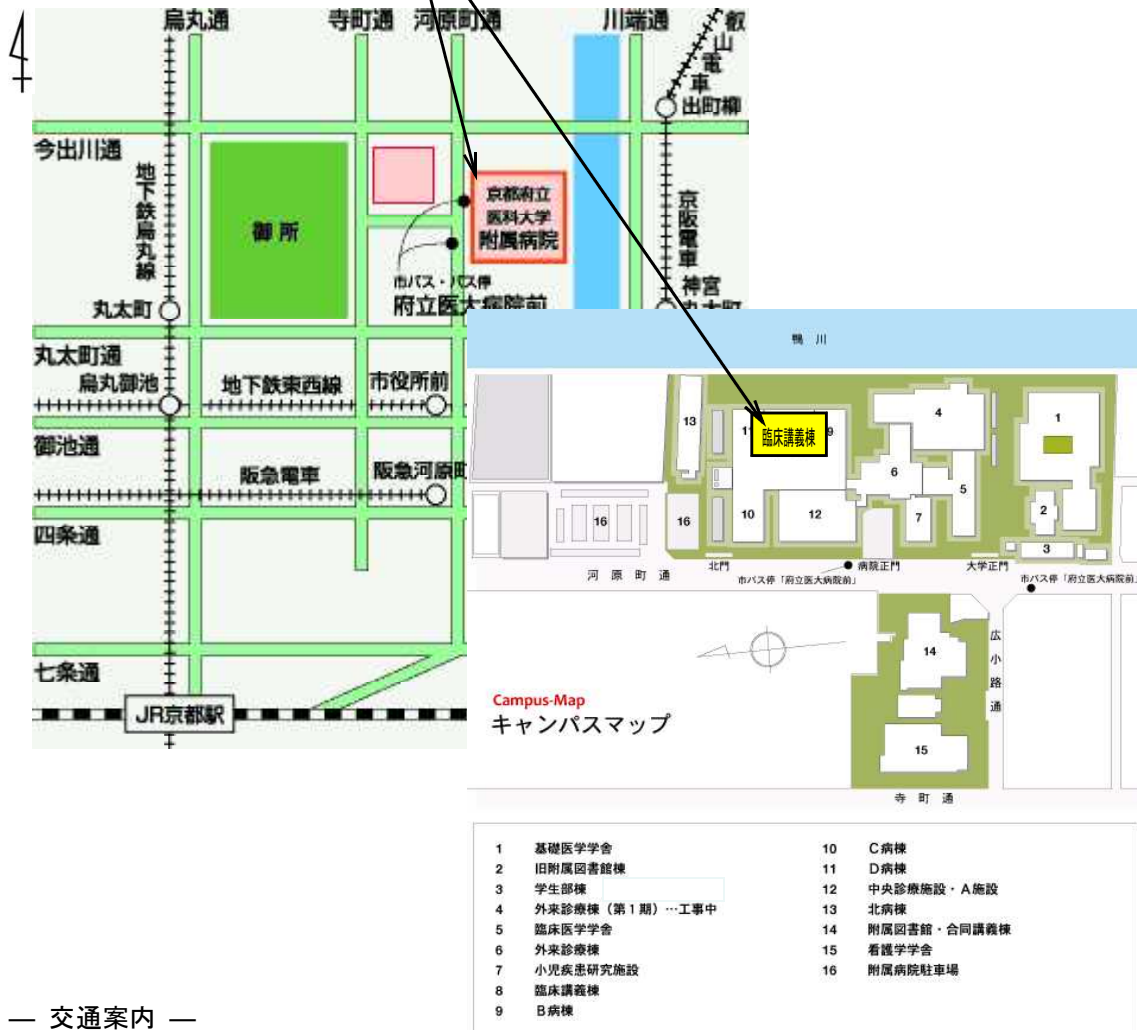 烏丸通
寺町通
河原町通
川端通
叡山電車
出町柳
今出川通
地下鉄烏丸線
御所
京都府立
医科大学
附属病院
京阪電車
神宮
丸太町
市バス・バス停
府立医大病院前
丸太町
丸太町通
烏丸御池
地下鉄東西線
市役所前
御池通
阪急電車
阪急河原町
四条通
七条通
JR京都駅
鴨 川
13
11
臨床講義棟
9
4
1
6
5
2
16
16
10
12
7
3
北門
病院正門
大学正門
河 原 町 通
市バス停「府立医大病院前」
市バス停「府立医大病院前」
14
広小路通
15
Campus-Map
キャンパスマップ
寺 町 通
1 基礎医学学舎
2 旧附属図書館棟
3 学生部棟
4 外来診療棟（第1期）…工事中
5 臨床医学学舎
6 外来診療棟
7 小児疾患研究施設
8 臨床講義棟
9 B病棟
10 C病棟
11 D病棟
12 中央診療施設・A施設
13 北病棟
14 附属図書館・合同講義棟
15 看護学学舎
16 附属病院駐車場
― 交通案内 ―